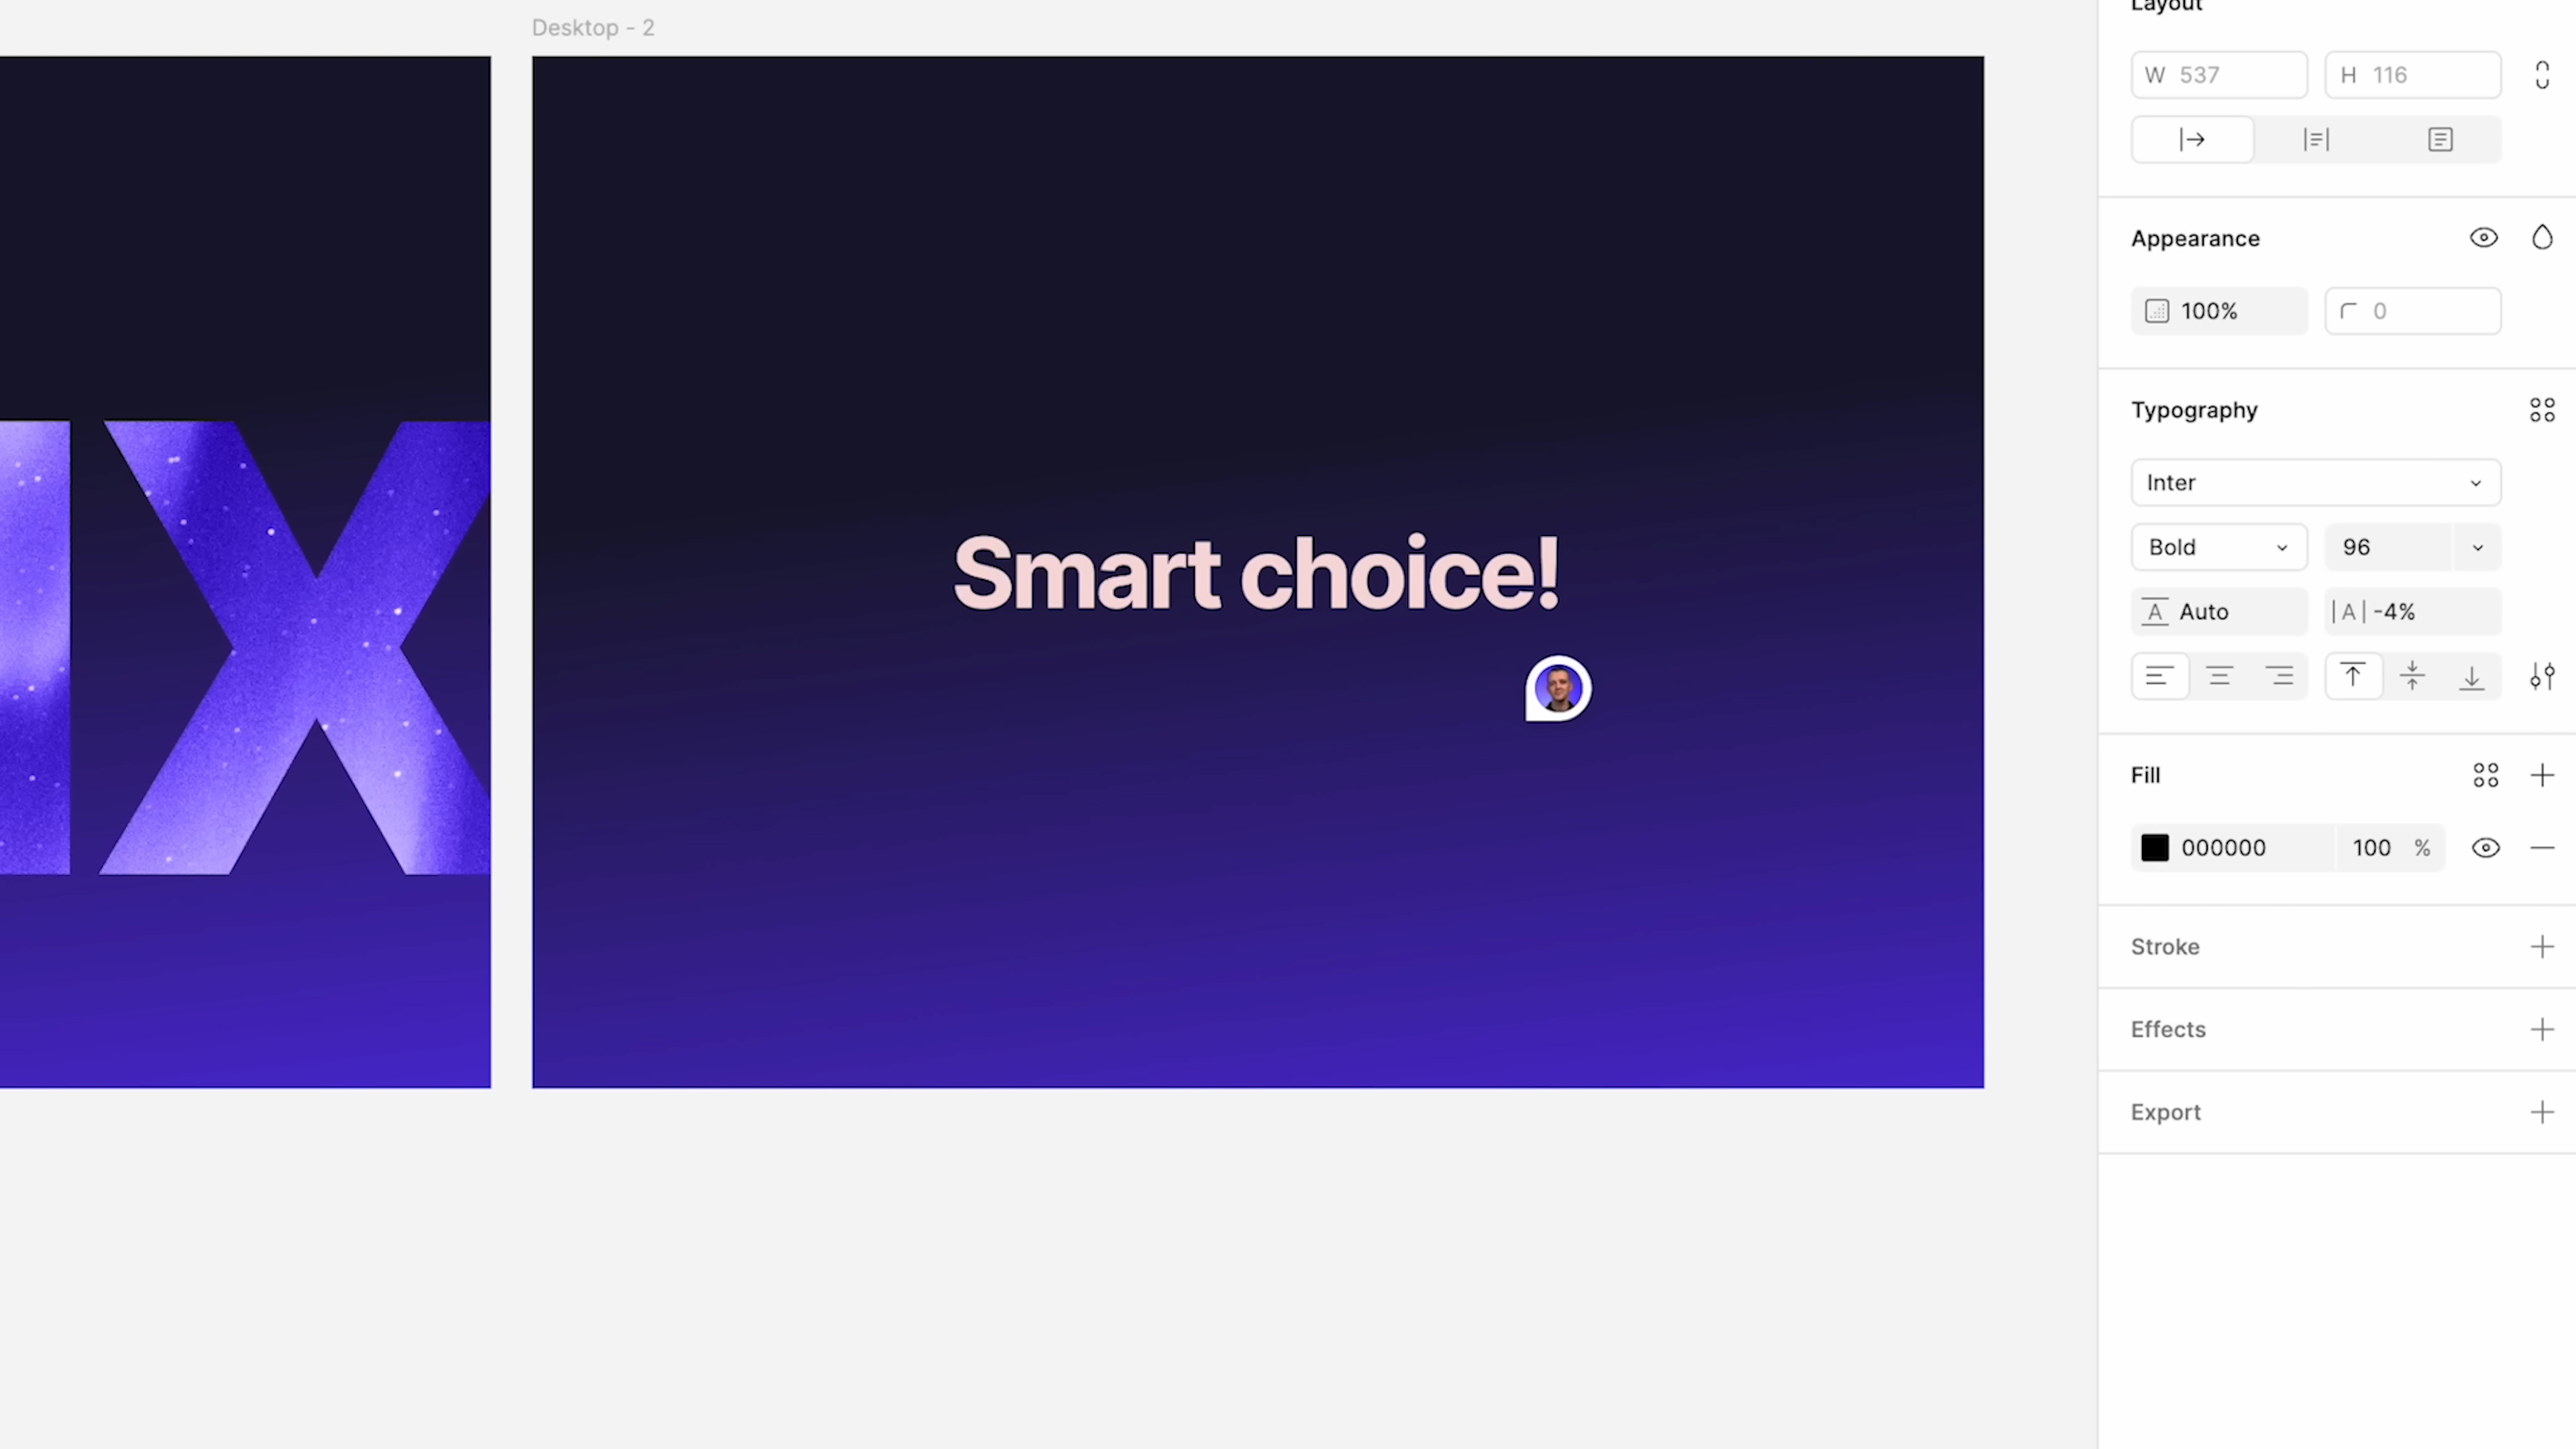 Desktop - 2
IX
Smart choice!
Layout
W 537
H 116
Appearance
100%
0
Typography
Inter
Bold
96
A Auto
|A| -4%
Fill
000000
100 %
Stroke
Effects
Export